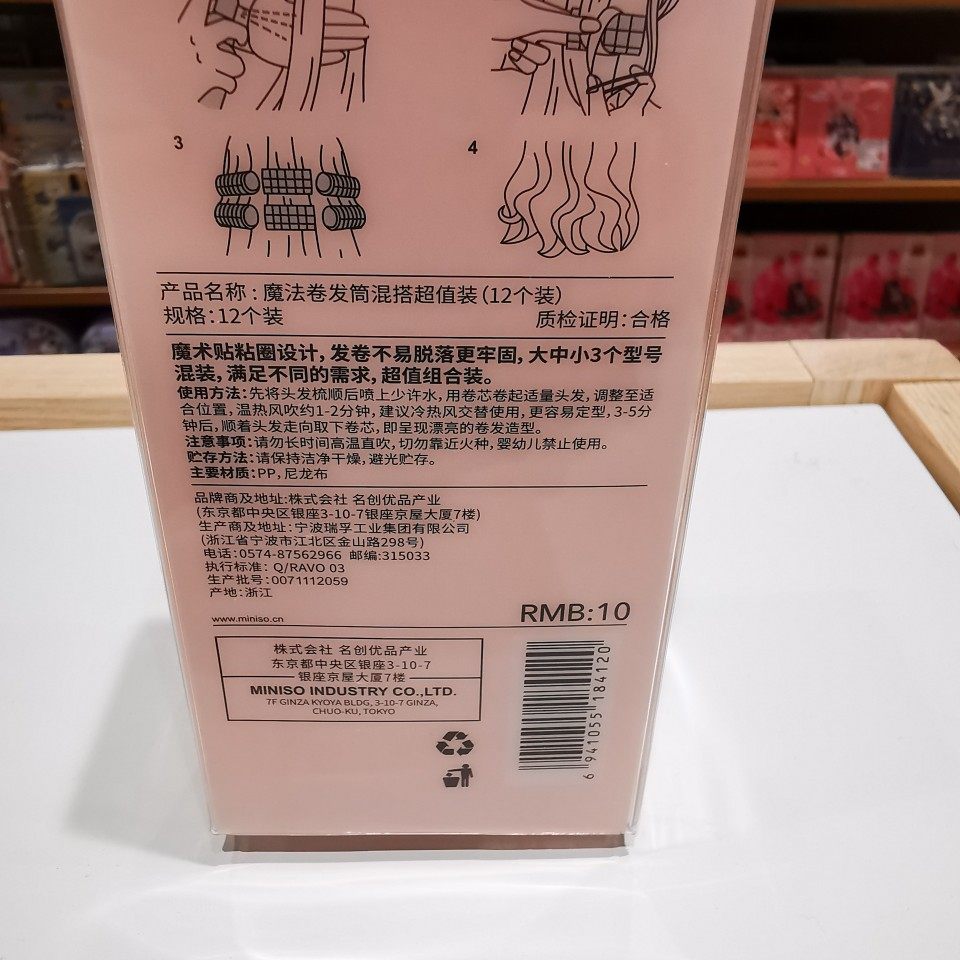 3
4
产品名称：魔法卷发筒混搭超值装（12个装）
规格：12个装
质检证明：合格
魔术贴粘圈设计，发卷不易脱落更牢固，大中小3个型号
混装，满足不同的需求，超值组合装。
使用方法：先将头发梳顺后喷上少许水，用卷芯卷起适量头发，调整至适
合位置，温热风吹约1-2分钟，建议冷热风交替使用，更容易定型，3-5分
钟后，顺着头发走向取下卷芯，即呈现漂亮的卷发造型。
注意事项：请勿长时间高温直吹，切勿靠近火种，婴幼儿禁止使用。
贮存方法：请保持洁净干燥，避光贮存。
主要材质：PP，尼龙布
品牌商及地址:株式会社 名创优品产业
(东京都中央区银座3-10-7银座京屋大厦7楼)
生产商及地址：宁波瑞孚工业集团有限公司
(浙江省宁波市江北区金山路298号)
电话：0574-87562966 邮编:315033
执行标准：Q/RAVO 03
生产批号：0071112059
产地：浙江
www.miniso.cn
RMB:10
株式会社 名创优品产业
东京都中央区银座3-10-7
银座京屋大厦7楼
MINISO INDUSTRY CO.,LTD.
7F GINZA KYOYA BLDG, 3-10-7 GINZA,
CHUO-KU, TOKYO
6 941055 184120